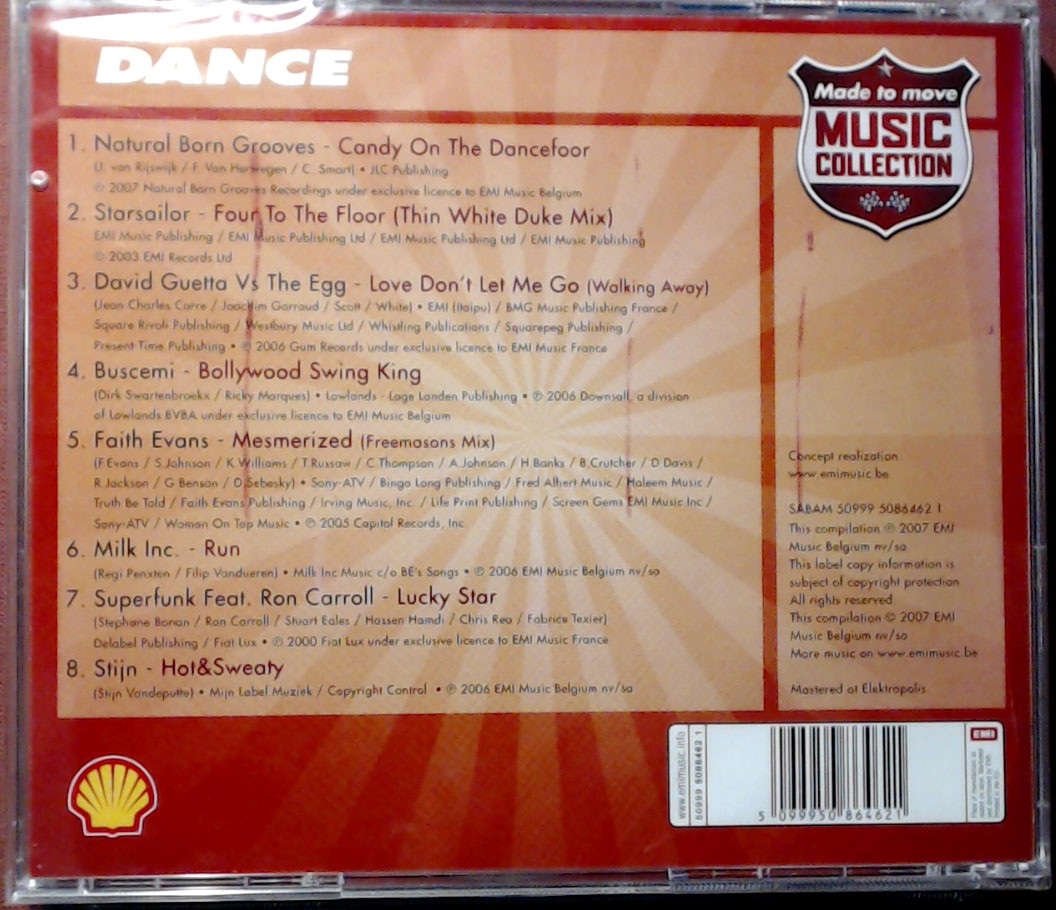 DANCE
Made to move
MUSIC
COLLECTION
1. Natural Born Grooves - Candy On The Dancefoor
(J. van Rijswijk / F. Van Herwegen / C. Smart) • JLC Publishing
℗ 2007 Natural Born Grooves Recordings under exclusive licence to EMI Music Belgium
2. Starsailor - Four To The Floor (Thin White Duke Mix)
EMI Music Publishing / EMI Music Publishing Ltd / EMI Music Publishing Ltd / EMI Music Publishing
℗ 2003 EMI Records Ltd
3. David Guetta Vs The Egg - Love Don't Let Me Go (Walking Away)
(Jean Charles Carre / Joachim Garraud / Scott / White) • EMI (Itaipu) / BMG Music Publishing France /
Square Rivoli Publishing / Westbury Music Ltd / Whistling Publications / Squarepeg Publishing /
Present Time Publishing • ℗ 2006 Gum Records under exclusive licence to EMI Music France
4. Buscemi - Bollywood Swing King
(Dirk Swartenbroekx / Ricky Marques) • Lowlands - Lage Landen Publishing • ℗ 2006 Downsall, a division
of Lowlands BVBA under exclusive licence to EMI Music Belgium
5. Faith Evans - Mesmerized (Freemasons Mix)
(F.Evans / S.Johnson / K.Williams / T.Russaw / C.Thompson / A.Johnson / H.Banks / B.Crutcher / D.Davis /
R.Jackson / G.Benson / D.Sebesky) • Sony-ATV / Bingo Long Publishing / Fred Albert Music / Haleem Music /
Truth Be Told / Faith Evans Publishing / Irving Music, Inc. / Life Print Publishing / Screen Gems EMI Music Inc /
Sony-ATV / Woman On Top Music • ℗ 2005 Capitol Records, Inc
6. Milk Inc. - Run
(Regi Penxten / Filip Vandueren) • Milk Inc Music c/o BE's Songs • ℗ 2006 EMI Music Belgium nv/sa
7. Superfunk Feat. Ron Carroll - Lucky Star
(Stephane Bonan / Ron Carroll / Stuart Eales / Hassen Hamdi / Chris Rea / Fabrice Texier)
Delabel Publishing / Fiat Lux • ℗ 2000 Fiat Lux under exclusive licence to EMI Music France
8. Stijn - Hot&Sweaty
(Stijn Vandeputte) • Mijn Label Muziek / Copyright Control • ℗ 2006 EMI Music Belgium nv/sa
Concept realization
www.emimusic.be
SABAM 50999 5086462 1
This compilation ℗ 2007 EMI
Music Belgium nv/sa
This label copy information is
subject of copyright protection
All rights reserved.
This compilation © 2007 EMI
Music Belgium nv/sa
More music on www.emimusic.be
Mastered at Elektropolis
www.emimusic.info
50999 5086462 1
5 099950 864621
EMI